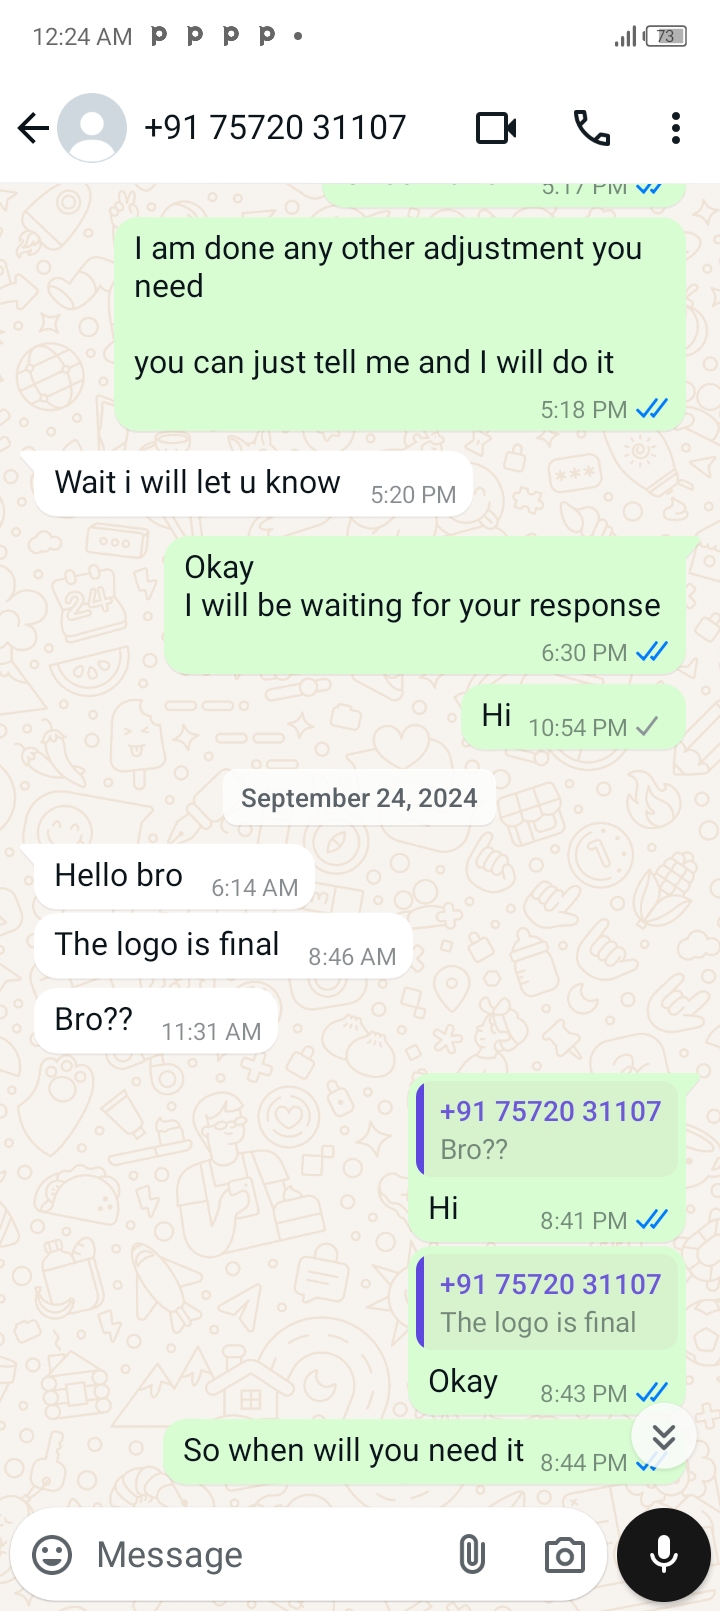 12:24 AM
73
+91 75720 31107
5:17 PM
I am done any other adjustment you
need
you can just tell me and I will do it
5:18 PM
Wait i will let u know 5:20 PM
Okay
I will be waiting for your response
6:30 PM
Hi 10:54 PM
September 24, 2024
Hello bro 6:14 AM
The logo is final 8:46 AM
Bro?? 11:31 AM
+91 75720 31107
Bro??
Hi 8:41 PM
+91 75720 31107
The logo is final
Okay 8:43 PM
So when will you need it 8:44 PM
Message